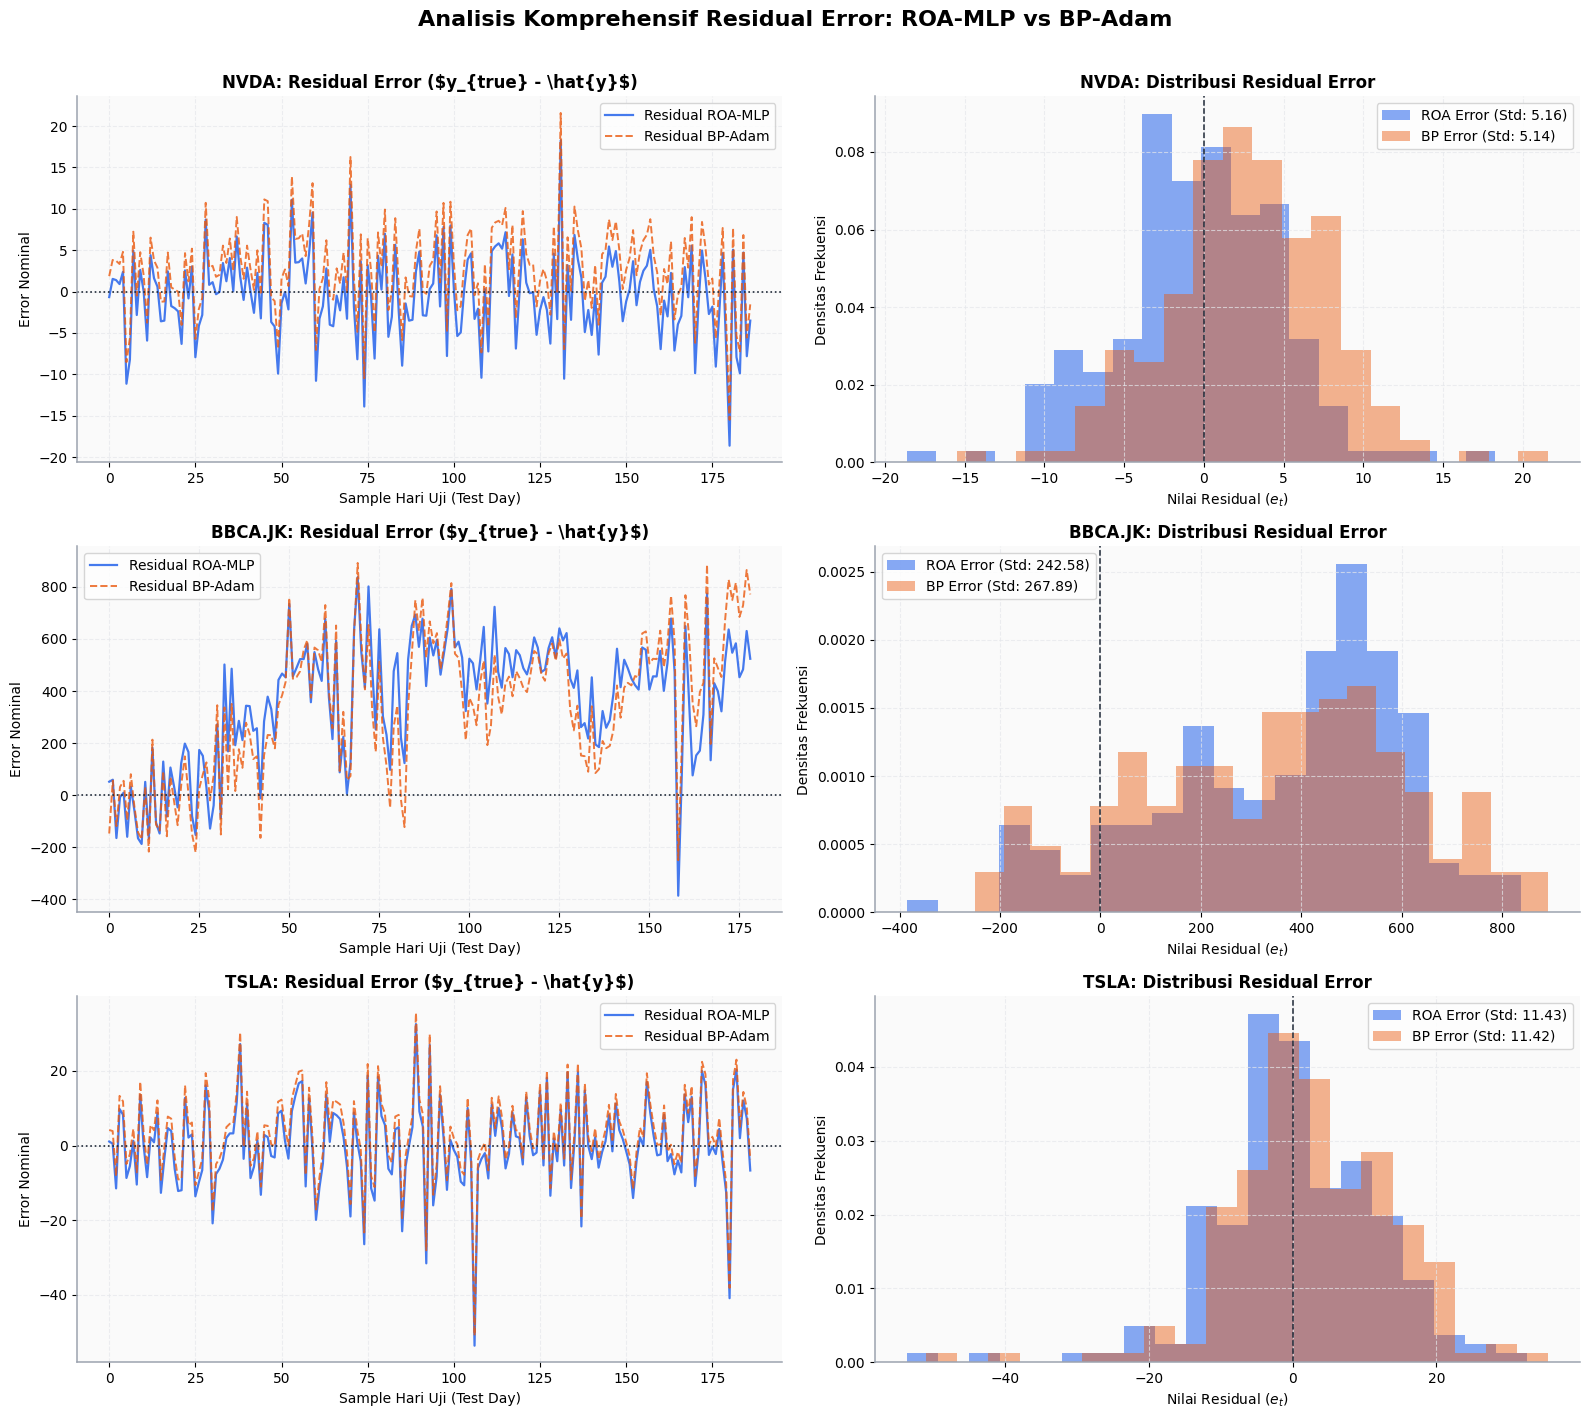 Analisis Komprehensif Residual Error: ROA-MLP vs BP-Adam
NVDA: Residual Error ($y_{true} - \hat{y}$)
Residual ROA-MLP
Residual BP-Adam
Error Nominal
20
15
10
5
0
−5
−10
−15
−20
0
25
50
75
100
125
150
175
Sample Hari Uji (Test Day)
NVDA: Distribusi Residual Error
ROA Error (Std: 5.16)
BP Error (Std: 5.14)
Densitas Frekuensi
0.08
0.06
0.04
0.02
0.00
−20
−15
−10
−5
0
5
10
15
20
Nilai Residual (eₜ)
BBCA.JK: Residual Error ($y_{true} - \hat{y}$)
Residual ROA-MLP
Residual BP-Adam
Error Nominal
800
600
400
200
0
−200
−400
0
25
50
75
100
125
150
175
Sample Hari Uji (Test Day)
BBCA.JK: Distribusi Residual Error
ROA Error (Std: 242.58)
BP Error (Std: 267.89)
Densitas Frekuensi
0.0025
0.0020
0.0015
0.0010
0.0005
0.0000
−400
−200
0
200
400
600
800
Nilai Residual (eₜ)
TSLA: Residual Error ($y_{true} - \hat{y}$)
Residual ROA-MLP
Residual BP-Adam
Error Nominal
20
0
−20
−40
0
25
50
75
100
125
150
175
Sample Hari Uji (Test Day)
TSLA: Distribusi Residual Error
ROA Error (Std: 11.43)
BP Error (Std: 11.42)
Densitas Frekuensi
0.04
0.03
0.02
0.01
0.00
−40
−20
0
20
Nilai Residual (eₜ)